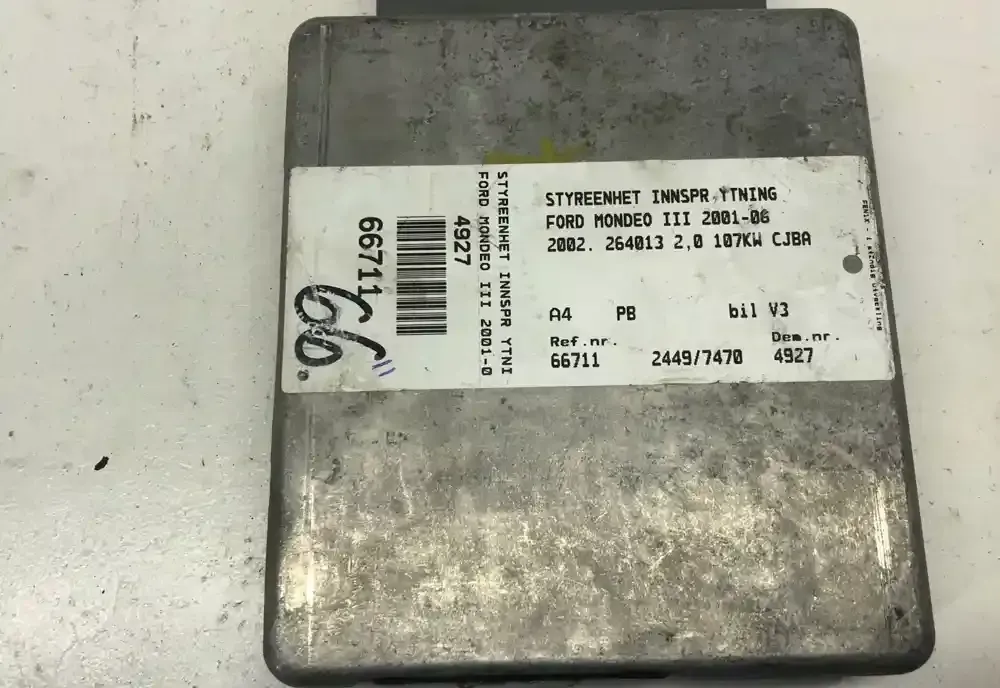 STYREENHET INNSPR.YTNING
FORD MONDEO III 2001-06
2002. 264013 2,0 107KW CJBA
A4 PB bil V3
Ref.nr. Dem.nr.
66711 2449/7470 4927
STYREENHET INNSPR YTNI
FORD MONDEO III 2001-0
4927
66711